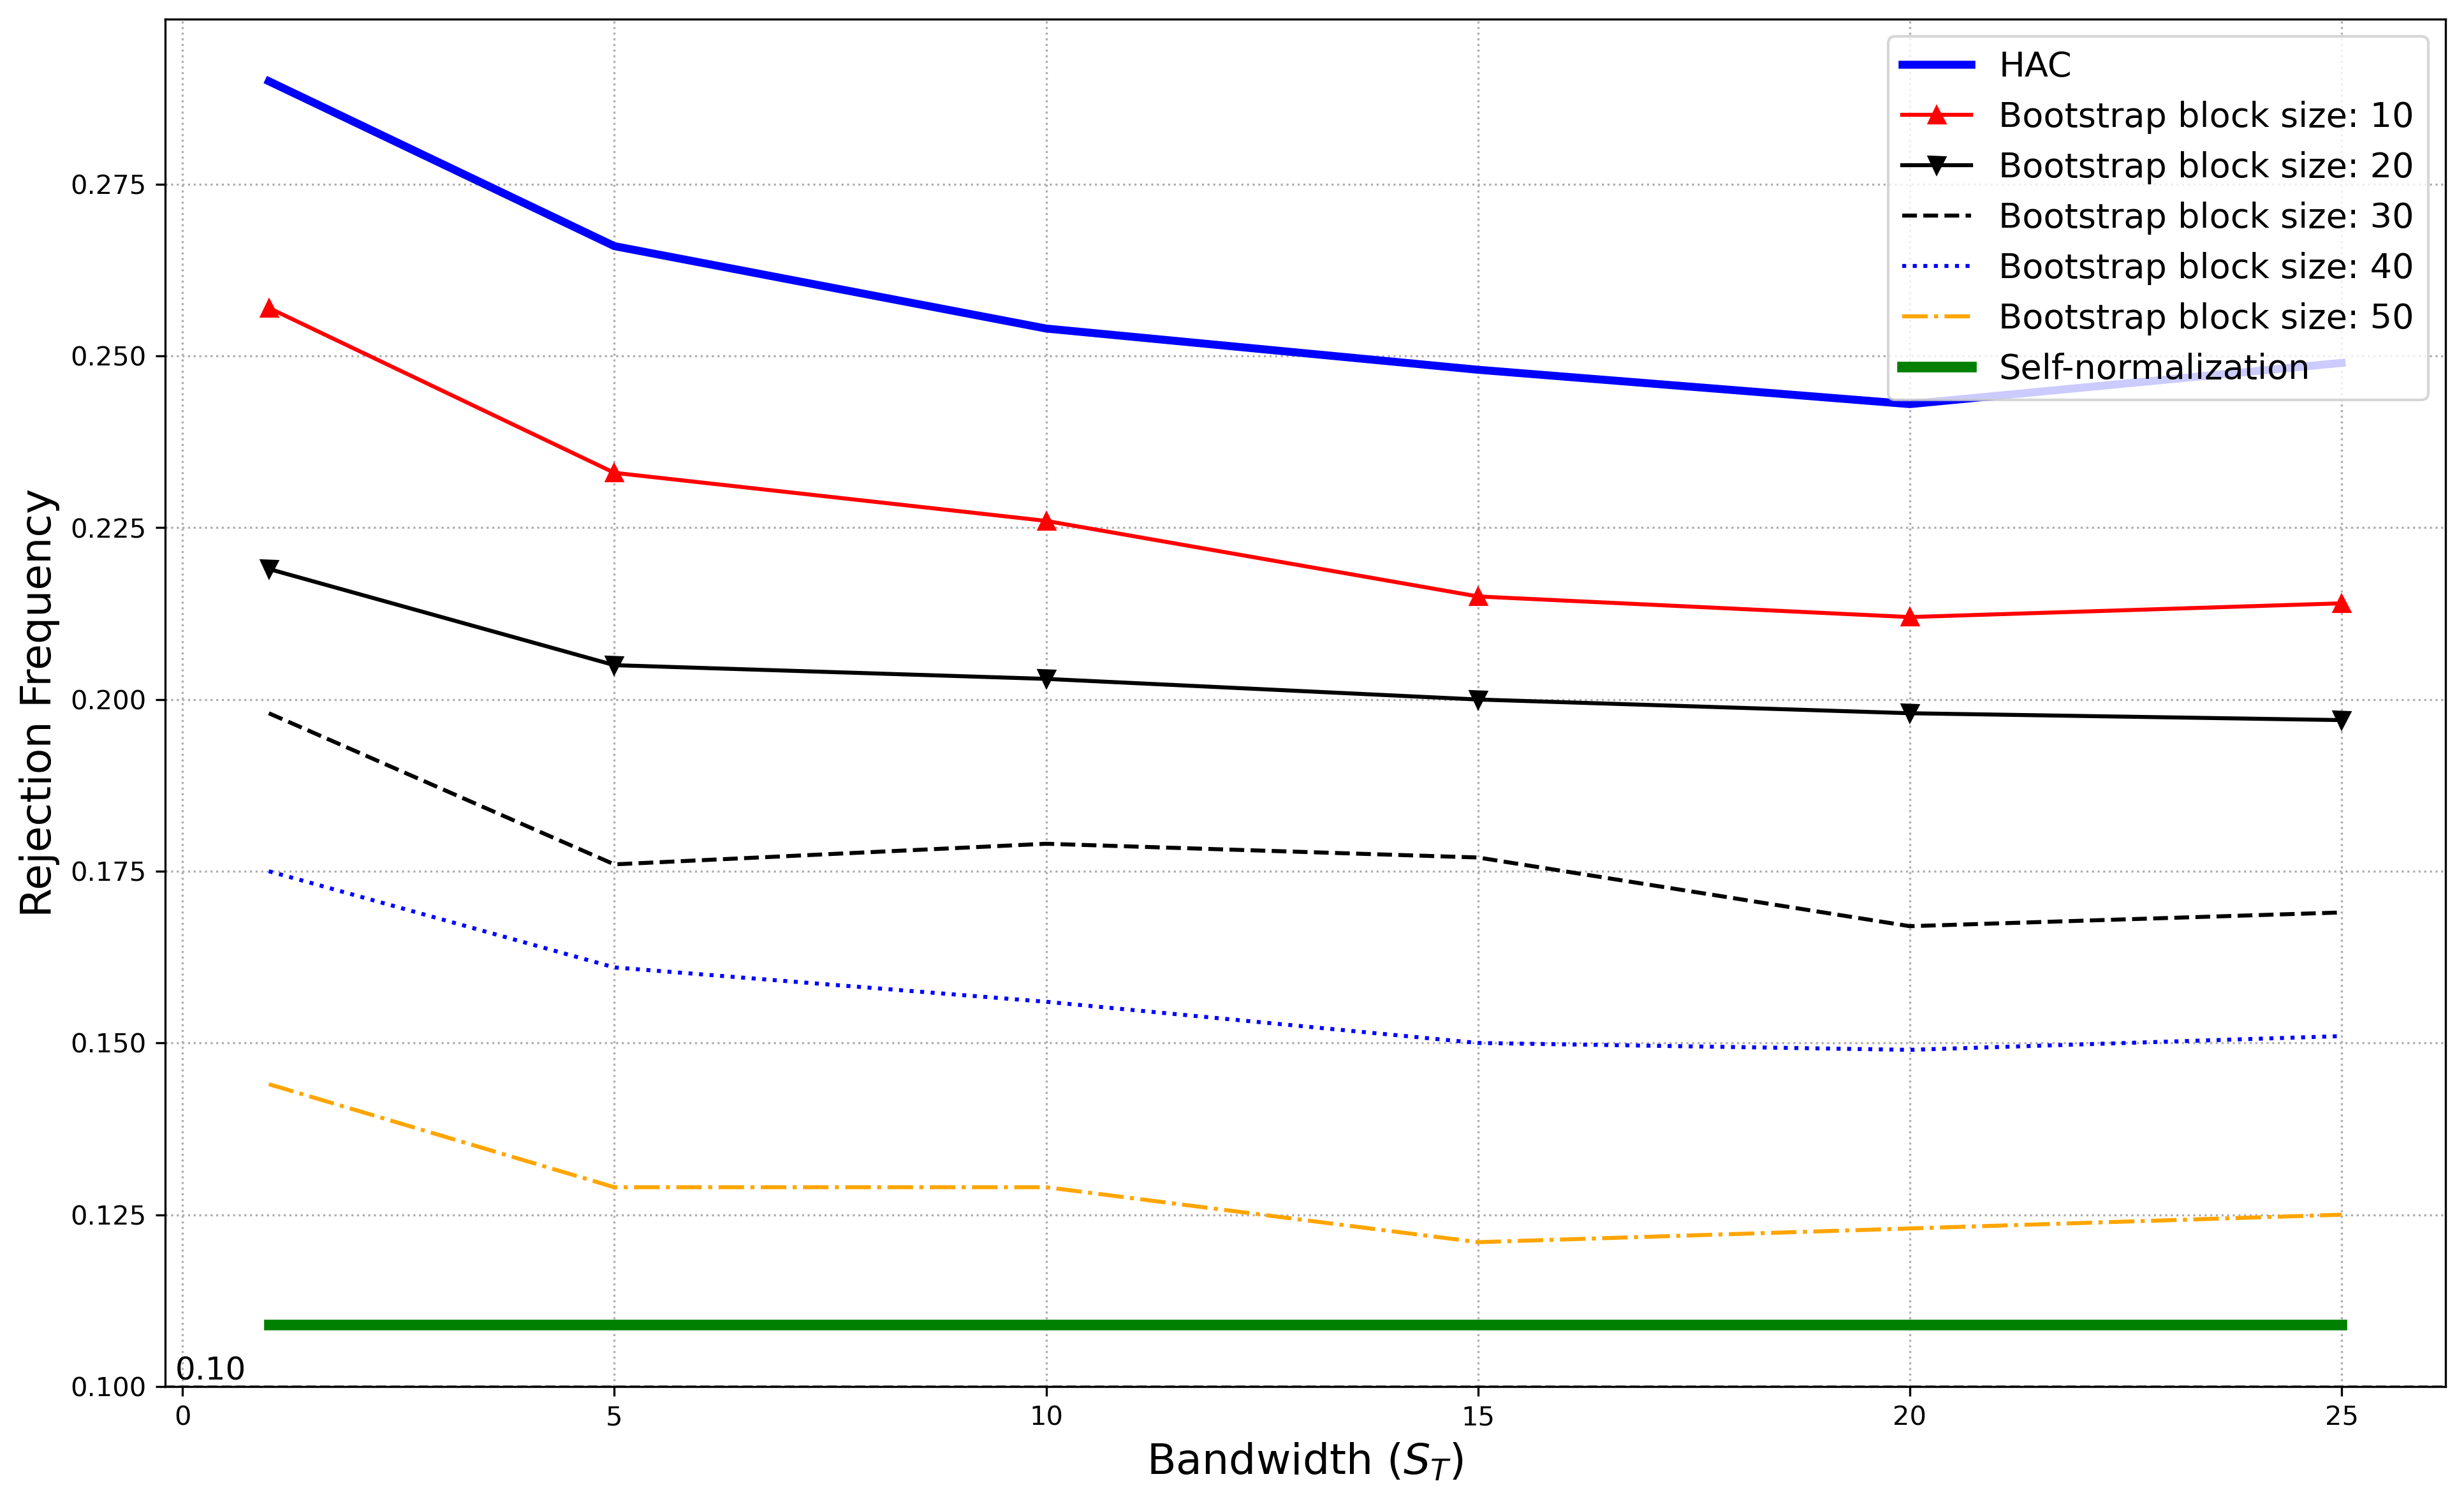 HAC
Bootstrap block size: 10
Bootstrap block size: 20
Bootstrap block size: 30
Bootstrap block size: 40
Bootstrap block size: 50
Self-normalization
Rejection Frequency
0.275
0.250
0.225
0.200
0.175
0.150
0.125
0.100
0.10
0 5 10 15 20 25
Bandwidth (S_T)